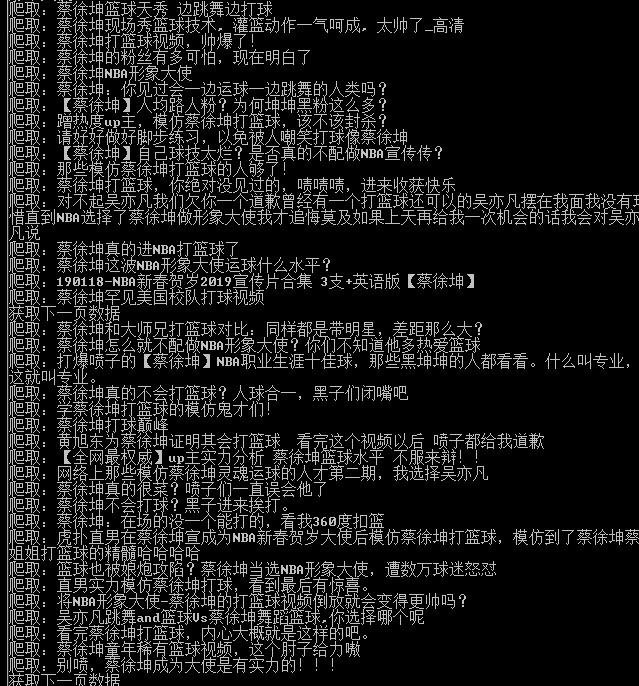 爬取: 蔡徐坤篮球天秀 边跳舞边打球
爬取: 蔡徐坤现场秀篮球技术, 灌篮动作一气呵成, 太帅了_高清
爬取: 蔡徐坤打篮球视频，帅爆了！
爬取: 蔡徐坤的粉丝有多可怕，现在明白了
爬取: 蔡徐坤NBA形象大使
爬取: 蔡徐坤：你见过会一边运球一边跳舞的人类吗？
爬取: 【蔡徐坤】人均路人粉？为何坤坤黑粉这么多？
爬取: 蹭热度up主，模仿蔡徐坤打篮球，该不该封杀？
爬取: 请好好做好脚步练习，以免被人嘲笑打球像蔡徐坤
爬取: 【蔡徐坤】自己球技太烂？是否真的不配做NBA宣传传？
爬取: 那些模仿蔡徐坤打篮球的人够了！
爬取: 蔡徐坤打篮球，你绝对没见过的，啧啧啧，进来收获快乐
爬取: 对不起吴亦凡我们欠你一个道歉曾经有一个打篮球还可以的吴亦凡摆在我面我没有
惜直到NBA选择了蔡徐坤做形象大使我才追悔莫及如果上天再给我一次机会的话我会对吴亦
凡说
爬取: 蔡徐坤真的进NBA打篮球了
爬取: 蔡徐坤这波NBA形象大使运球什么水平？
爬取: 190118-NBA新春贺岁2019宣传片合集 3支+英语版【蔡徐坤】
爬取: 蔡徐坤罕见美国校队打球视频
获取下一页数据
爬取: 蔡徐坤和大师兄打篮球对比：同样都是带明星，差距那么大？
爬取: 蔡徐坤怎么就不配做NBA形象大使？你们不知道他多热爱篮球
爬取: 打爆喷子的【蔡徐坤】NBA职业生涯十佳球，那些黑坤坤的人都看看。什么叫专业，
这就叫专业。
爬取: 蔡徐坤真的不会打篮球？人球合一，黑子们闭嘴吧
爬取: 学蔡徐坤打篮球的模仿鬼才们！
爬取: 蔡徐坤打球巅峰
爬取: 黄旭东为蔡徐坤证明其会打篮球 看完这个视频以后 喷子都给我道歉
爬取: 【全网最权威】up主实力分析 蔡徐坤篮球水平 不服来辩！！
爬取: 网络上那些模仿蔡徐坤灵魂运球的人才第二期，我选择吴亦凡
爬取: 蔡徐坤真的很菜？喷子们一直误会他了
爬取: 蔡徐坤不会打球？黑子进来挨打。
爬取: 蔡徐坤：在场的没一个能打的，看我360度扣篮
爬取: 虎扑直男在蔡徐坤宣成为NBA新春贺岁大使后模仿蔡徐坤打篮球，模仿到了蔡徐坤蔡
姐姐打篮球的精髓哈哈哈哈
爬取: 篮球也被娘炮攻陷？蔡徐坤当选NBA形象大使，遭数万球迷怒怼
爬取: 直男实力模仿蔡徐坤打球，看到最后有惊喜。
爬取: 将NBA形象大使-蔡徐坤的打篮球视频倒放就会变得更帅吗？
爬取: 吴亦凡跳舞and篮球Vs蔡徐坤舞蹈篮球,你选择哪个呢
爬取: 看完蔡徐坤打篮球，内心大概就是这样的吧。
爬取: 蔡徐坤童年稀有篮球视频，这个肘子给力嗷
爬取: 别喷，蔡徐坤成为大使是有实力的！！！
获取下一页数据